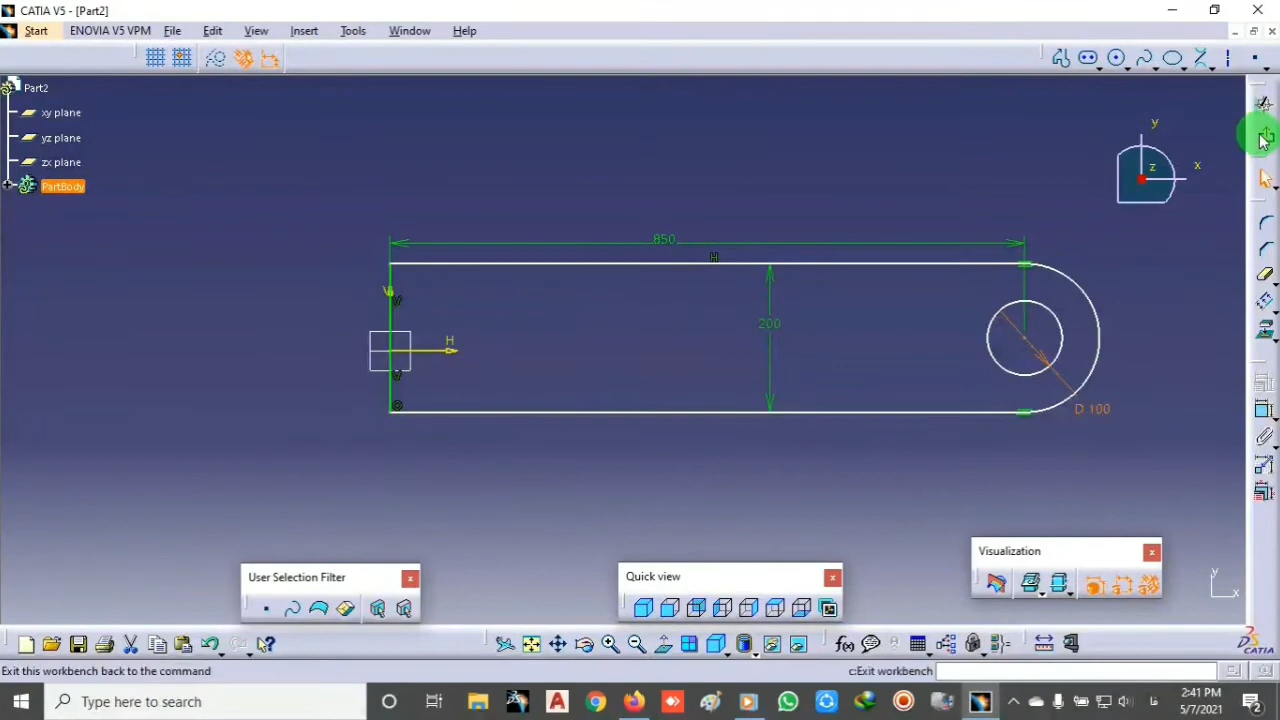 CATIA V5 - [Part2]
Start ENOVIA V5 VPM File Edit View Insert Tools Window Help
Part2
xy plane
yz plane
zx plane
PartBody
y
x
z
850
H
V
200
H
V
D 100
User Selection Filter
Quick view
Visualization
y
x
f(x)
CATIA
Exit this workbench back to the command
c:Exit workbench
Type here to search
2:41 PM
5/7/2021
2